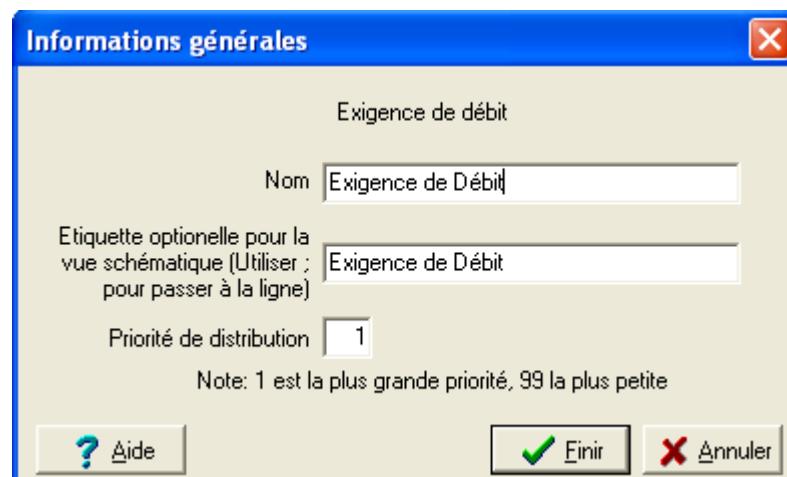 Informations générales
Exigence de débit
Nom Exigence de Débit
Etiquette optionelle pour la
vue schématique (Utiliser ; Exigence de Débit
pour passer à la ligne)
Priorité de distribution 1
Note: 1 est la plus grande priorité, 99 la plus petite
? Aide Finir Annuler